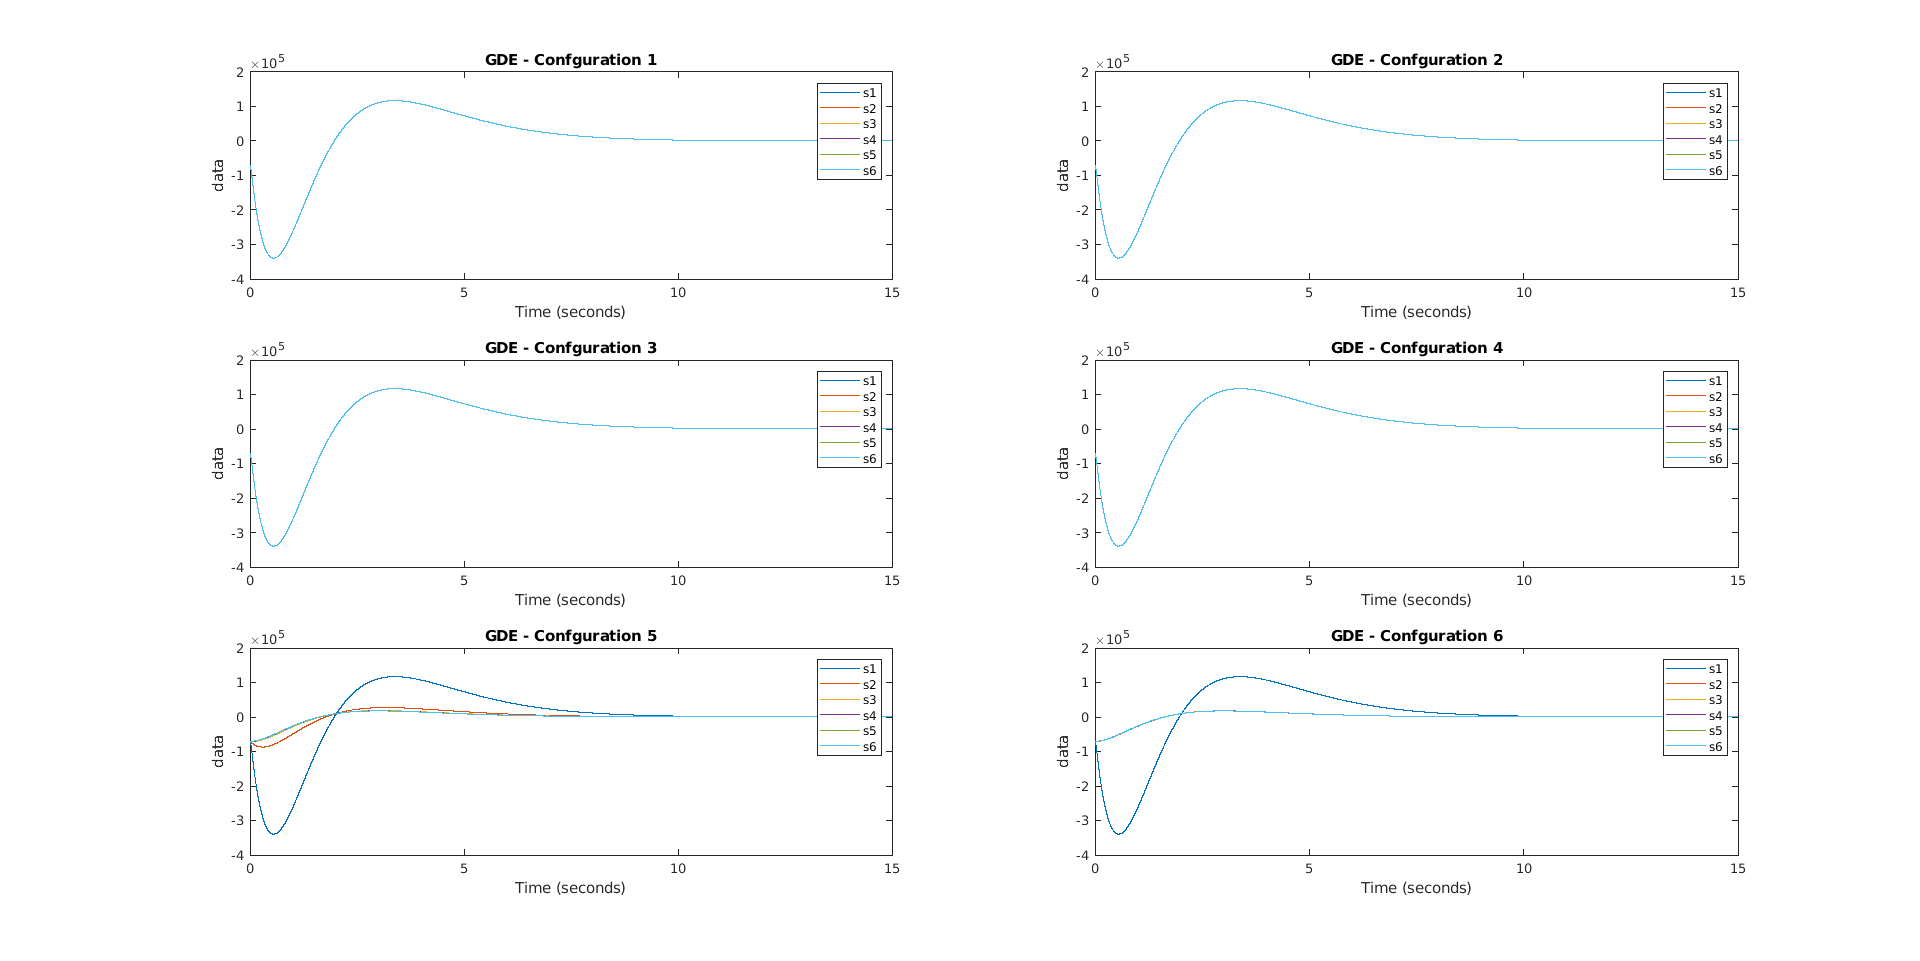 GDE - Confguration 1
×10^5
2
1
0
-1
-2
-3
-4
data
0 5 10 15
Time (seconds)
s1
s2
s3
s4
s5
s6
GDE - Confguration 2
×10^5
2
1
0
-1
-2
-3
-4
data
0 5 10 15
Time (seconds)
s1
s2
s3
s4
s5
s6
GDE - Confguration 3
×10^5
2
1
0
-1
-2
-3
-4
data
0 5 10 15
Time (seconds)
s1
s2
s3
s4
s5
s6
GDE - Confguration 4
×10^5
2
1
0
-1
-2
-3
-4
data
0 5 10 15
Time (seconds)
s1
s2
s3
s4
s5
s6
GDE - Confguration 5
×10^5
2
1
0
-1
-2
-3
-4
data
0 5 10 15
Time (seconds)
s1
s2
s3
s4
s5
s6
GDE - Confguration 6
×10^5
2
1
0
-1
-2
-3
-4
data
0 5 10 15
Time (seconds)
s1
s2
s3
s4
s5
s6